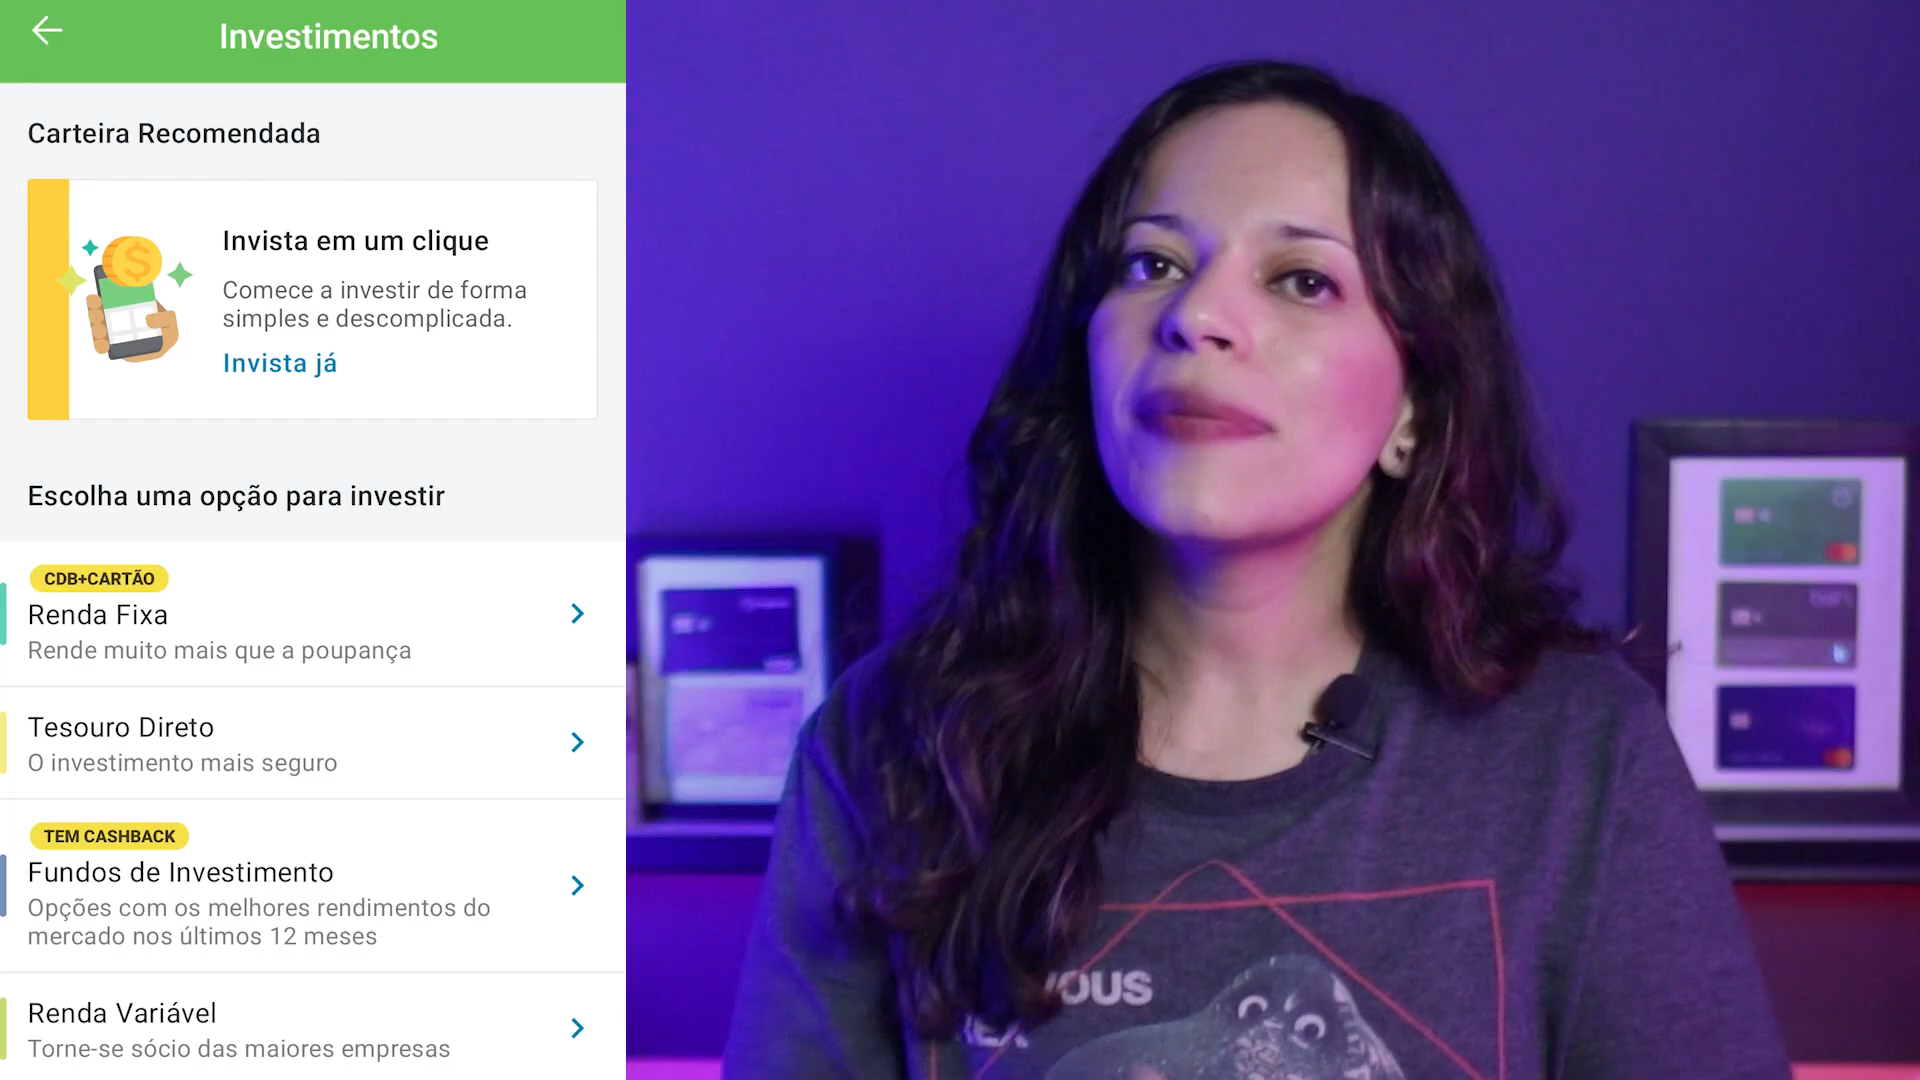 Investimentos
Carteira Recomendada
Invista em um clique
Comece a investir de forma
simples e descomplicada.
Invista já
Escolha uma opção para investir
CDB+CARTÃO
Renda Fixa
Rende muito mais que a poupança
Tesouro Direto
O investimento mais seguro
TEM CASHBACK
Fundos de Investimento
Opções com os melhores rendimentos do
mercado nos últimos 12 meses
Renda Variável
Torne-se sócio das maiores empresas